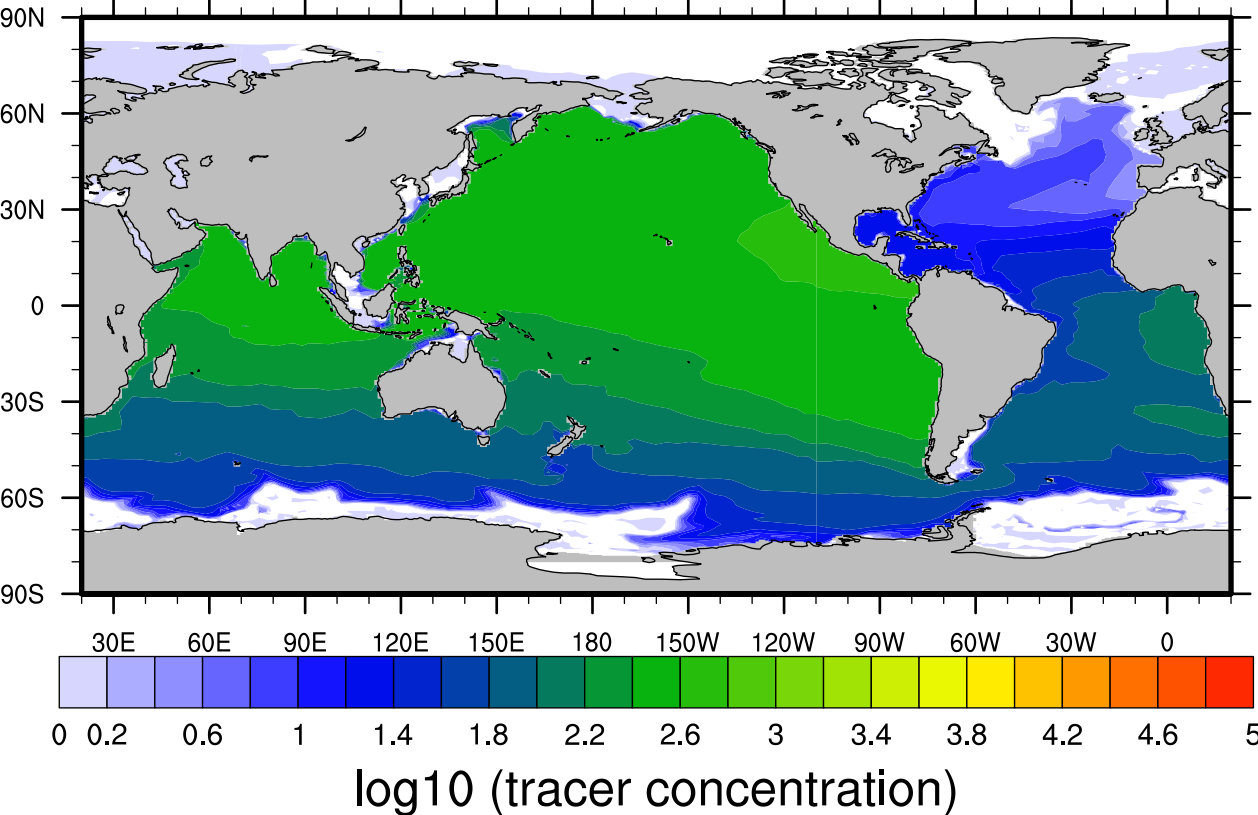 90N
60N
30N
0
30S
60S
90S
30E 60E 90E 120E 150E 180 150W 120W 90W 60W 30W 0
0 0.2 0.6 1 1.4 1.8 2.2 2.6 3 3.4 3.8 4.2 4.6 5
log10 (tracer concentration)